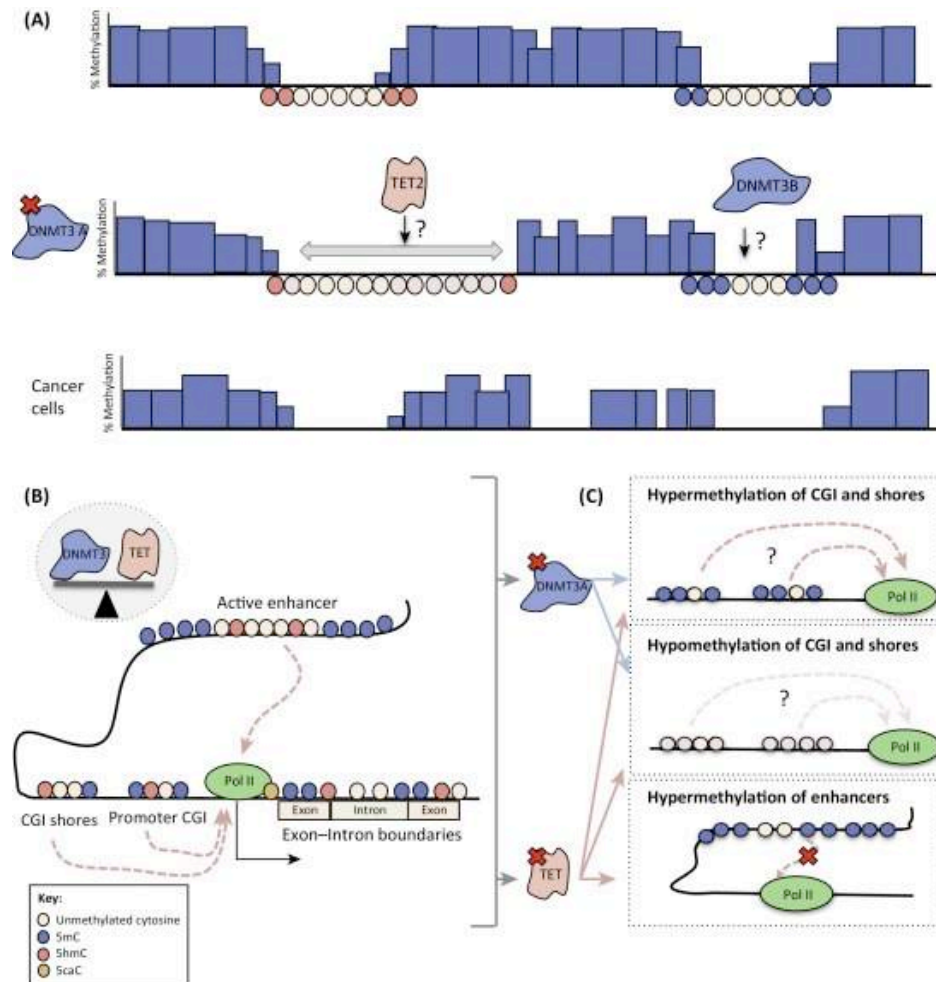 (A)
% Methylation
TET2
DNMT3B
?
?
DNMT3 A
% Methylation
Cancer
cells
% Methylation
(B)
DNMT3
TET
Active enhancer
Pol II
CGI shores
Promoter CGI
Exon
Intron
Exon
Exon–Intron boundaries
Key:
Unmethylated cytosine
5mC
5hmC
5caC
DNMT3A
TET
(C)
Hypermethylation of CGI and shores
?
Pol II
Hypomethylation of CGI and shores
?
Pol II
Hypermethylation of enhancers
Pol II